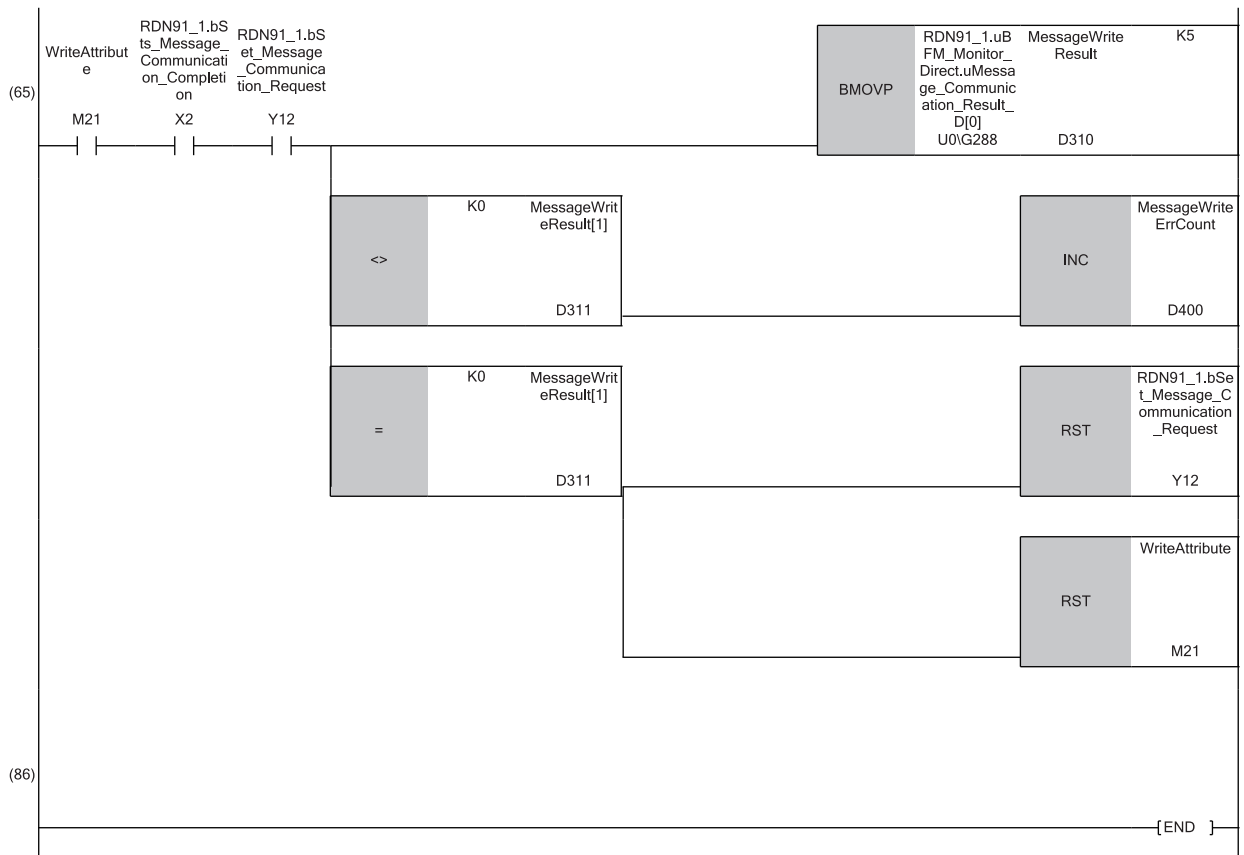 (65)
WriteAttribut
e
M21
RDN91_1.bS
ts_Message_
Communicati
on_Completi
on
X2
RDN91_1.bS
et_Message
_Communica
tion_Request
Y12
BMOVP
RDN91_1.uB
FM_Monitor_
Direct.uMessa
ge_Communic
ation_Result_
D[0]
U0\G288
MessageWrite
Result
D310
K5
<>
K0
MessageWrit
eResult[1]
D311
INC
MessageWrite
ErrCount
D400
=
K0
MessageWrit
eResult[1]
D311
RST
RDN91_1.bSe
t_Message_C
ommunication
_Request
Y12
RST
WriteAttribute
M21
(86)
[END ]